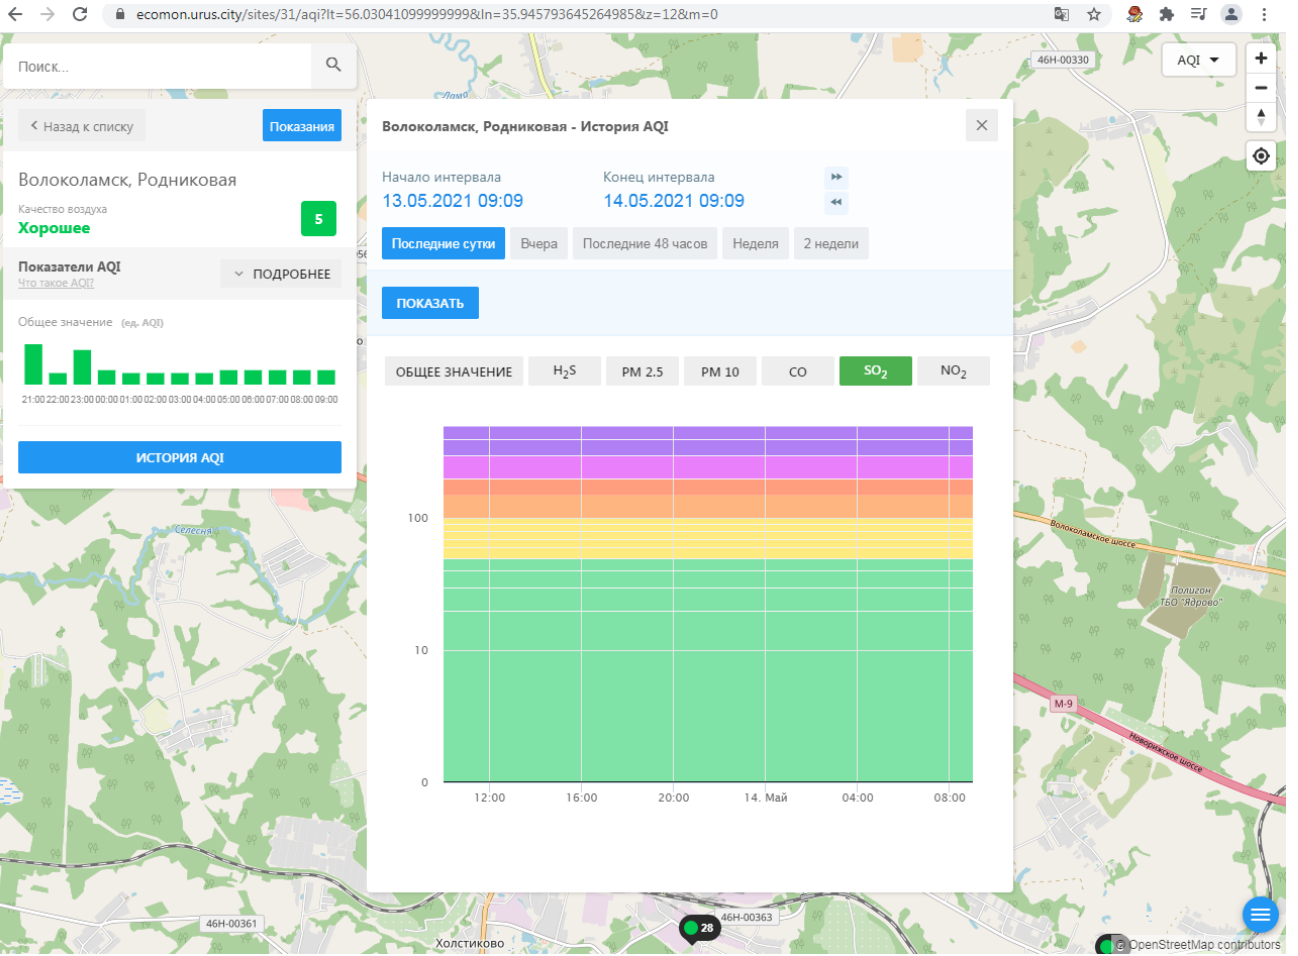 ecomon.urus.city/sites/31/aqi?lt=56.03041099999999&ln=35.945793645264985&z=12&m=0
Поиск...
46Н-00330
AQI
Лама
Назад к списку
Показания
Волоколамск, Родниковая - История AQI
Волоколамск, Родниковая
Качество воздуха
Хорошее
5
Начало интервала
Конец интервала
13.05.2021 09:09
14.05.2021 09:09
Последние сутки
Вчера
Последние 48 часов
Неделя
2 недели
Показатели AQI
Что такое AQI?
ПОДРОБНЕЕ
ПОКАЗАТЬ
Общее значение (ед. AQI)
21:00 22:00 23:00 00:00 01:00 02:00 03:00 04:00 05:00 06:00 07:00 08:00 09:00
ИСТОРИЯ AQI
ОБЩЕЕ ЗНАЧЕНИЕ
H2S
PM 2.5
PM 10
CO
SO2
NO2
100
10
0
12:00
16:00
20:00
14. Май
04:00
08:00
Селесня
Волоколамское шоссе
Полигон
ТБО "Ядрово"
М-9
Новорижское шоссе
46Н-00361
46Н-00363
28
Холстиково
OpenStreetMap contributors